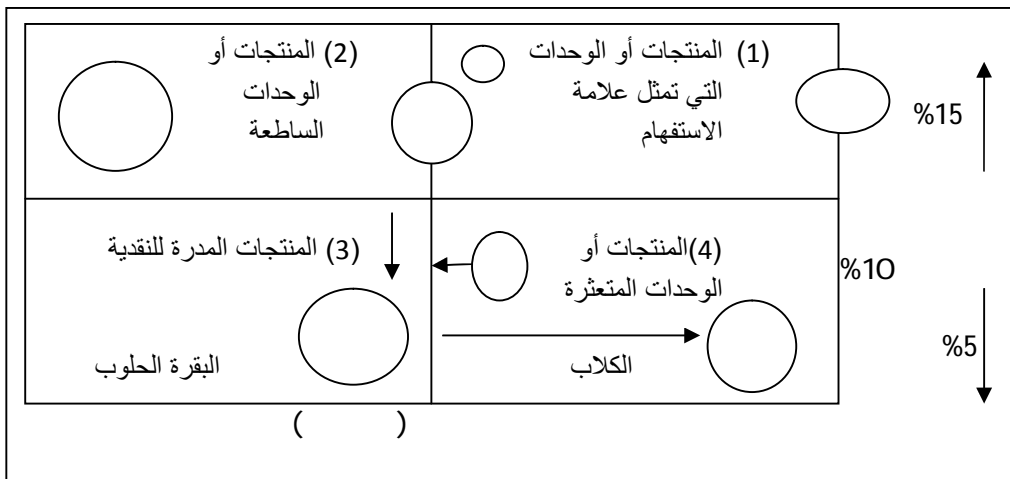 (1) المنتجات أو الوحدات
التي تمثل علامة
الاستفهام
(2) المنتجات أو
الوحدات
الساطعة
%15
(3) المنتجات المدرة للنقدية
البقرة الحلوب
(4)المنتجات أو
الوحدات المتعثرة
الكلاب
%10
%5
( )